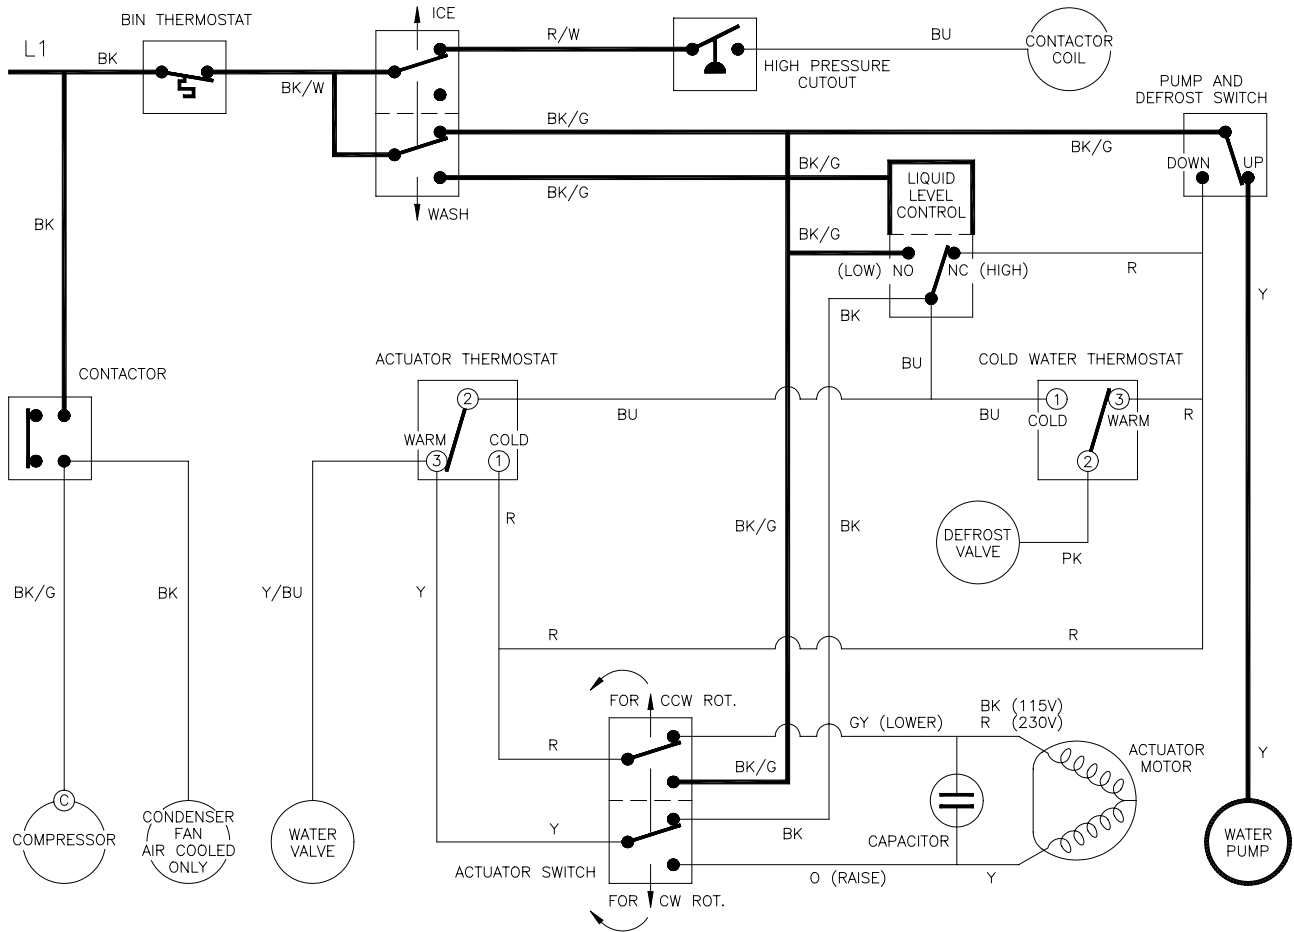 BIN THERMOSTAT
ICE
L1
BK
BK/W
R/W
HIGH PRESSURE
CUTOUT
BU
CONTACTOR
COIL
PUMP AND
DEFROST SWITCH
BK/G
BK/G
DOWN
UP
BK/G
BK/G
WASH
LIQUID
LEVEL
CONTROL
BK
BK/G
(LOW)
NO
NC
(HIGH)
R
Y
BK
BU
CONTACTOR
ACTUATOR THERMOSTAT
COLD WATER THERMOSTAT
2
BU
BU
1
3
R
COLD
WARM
WARM
COLD
3
1
2
R
BK/G
BK
DEFROST
VALVE
PK
BK/G
BK
Y/BU
Y
R
R
FOR
CCW ROT.
BK (115V)
R (230V)
GY (LOWER)
R
BK/G
ACTUATOR
MOTOR
Y
C
COMPRESSOR
CONDENSER
FAN
AIR COOLED
ONLY
WATER
VALVE
Y
BK
CAPACITOR
WATER
PUMP
ACTUATOR SWITCH
O (RAISE)
Y
FOR
CW ROT.